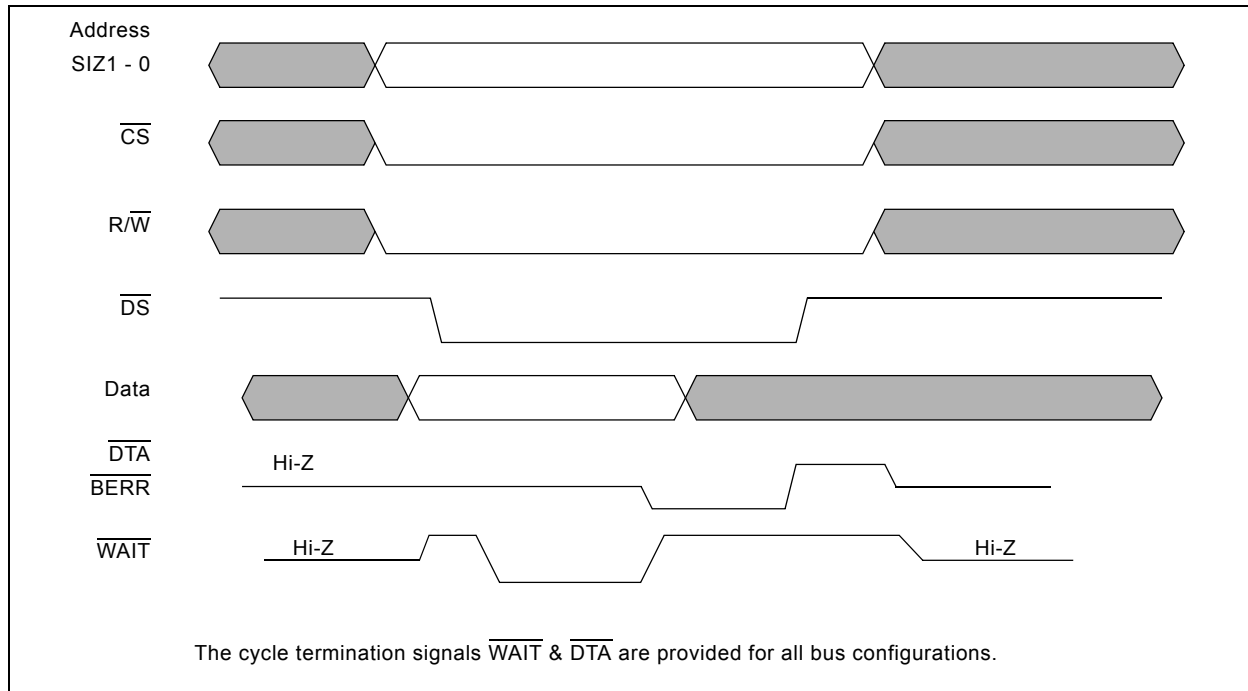 Address
SIZ1 - 0
CS
R/W
DS
Data
DTA
Hi-Z
BERR
WAIT
Hi-Z
Hi-Z
The cycle termination signals WAIT & DTA are provided for all bus configurations.